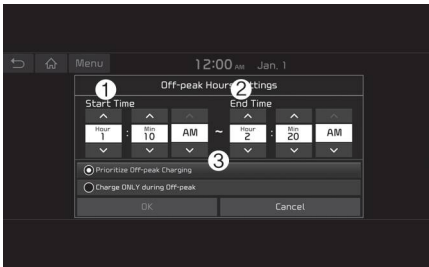 Menu 12:00 AM Jan. 1
Off-peak Hours Settings
1 2
Start Time End Time
Hour 1 : Min 10 AM ~ Hour 2 : Min 20 AM
3
Prioritize Off-peak Charging
Charge ONLY during Off-peak
OK Cancel